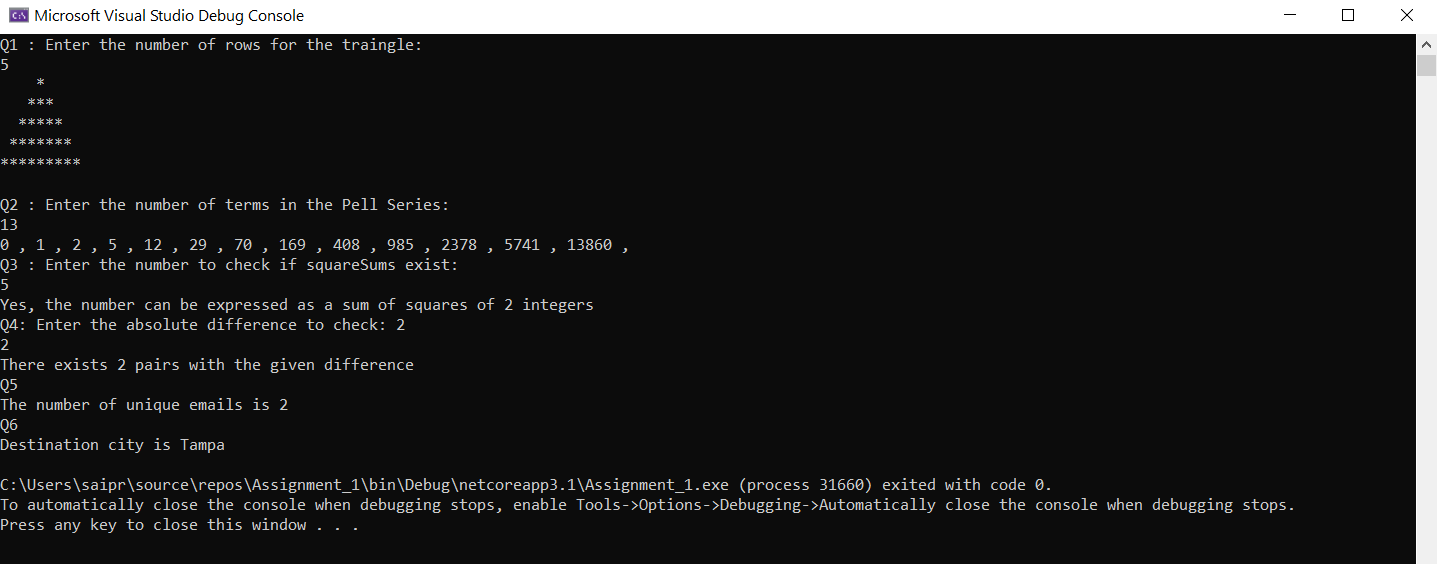 Microsoft Visual Studio Debug Console
Q1 : Enter the number of rows for the traingle:
5
    *
   ***
  *****
 *******
*********
Q2 : Enter the number of terms in the Pell Series:
13
0 , 1 , 2 , 5 , 12 , 29 , 70 , 169 , 408 , 985 , 2378 , 5741 , 13860 ,
Q3 : Enter the number to check if squareSums exist:
5
Yes, the number can be expressed as a sum of squares of 2 integers
Q4: Enter the absolute difference to check: 2
2
There exists 2 pairs with the given difference
Q5
The number of unique emails is 2
Q6
Destination city is Tampa
C:\Users\saipr\source\repos\Assignment_1\bin\Debug\netcoreapp3.1\Assignment_1.exe (process 31660) exited with code 0.
To automatically close the console when debugging stops, enable Tools->Options->Debugging->Automatically close the console when debugging stops.
Press any key to close this window . . .